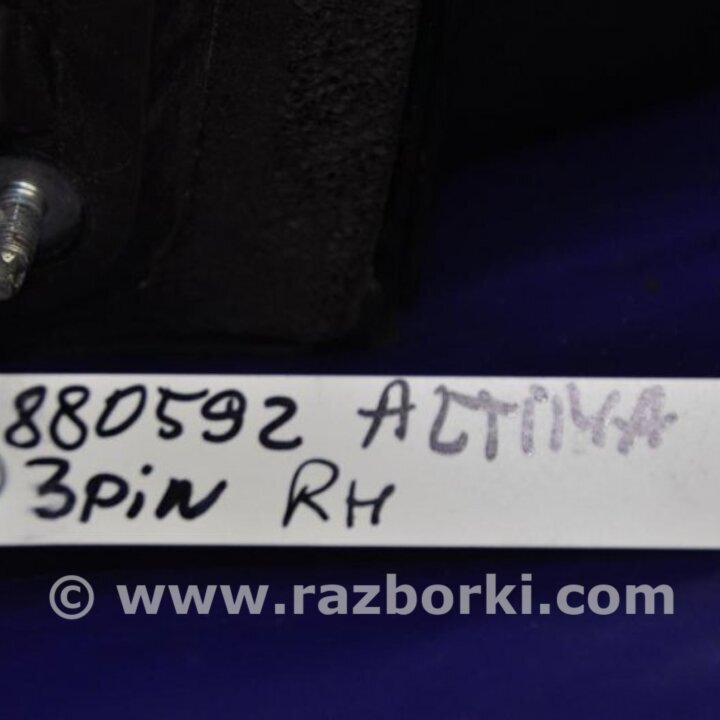 880592 ALTIMA
3PiN RH
© www.razborki.com